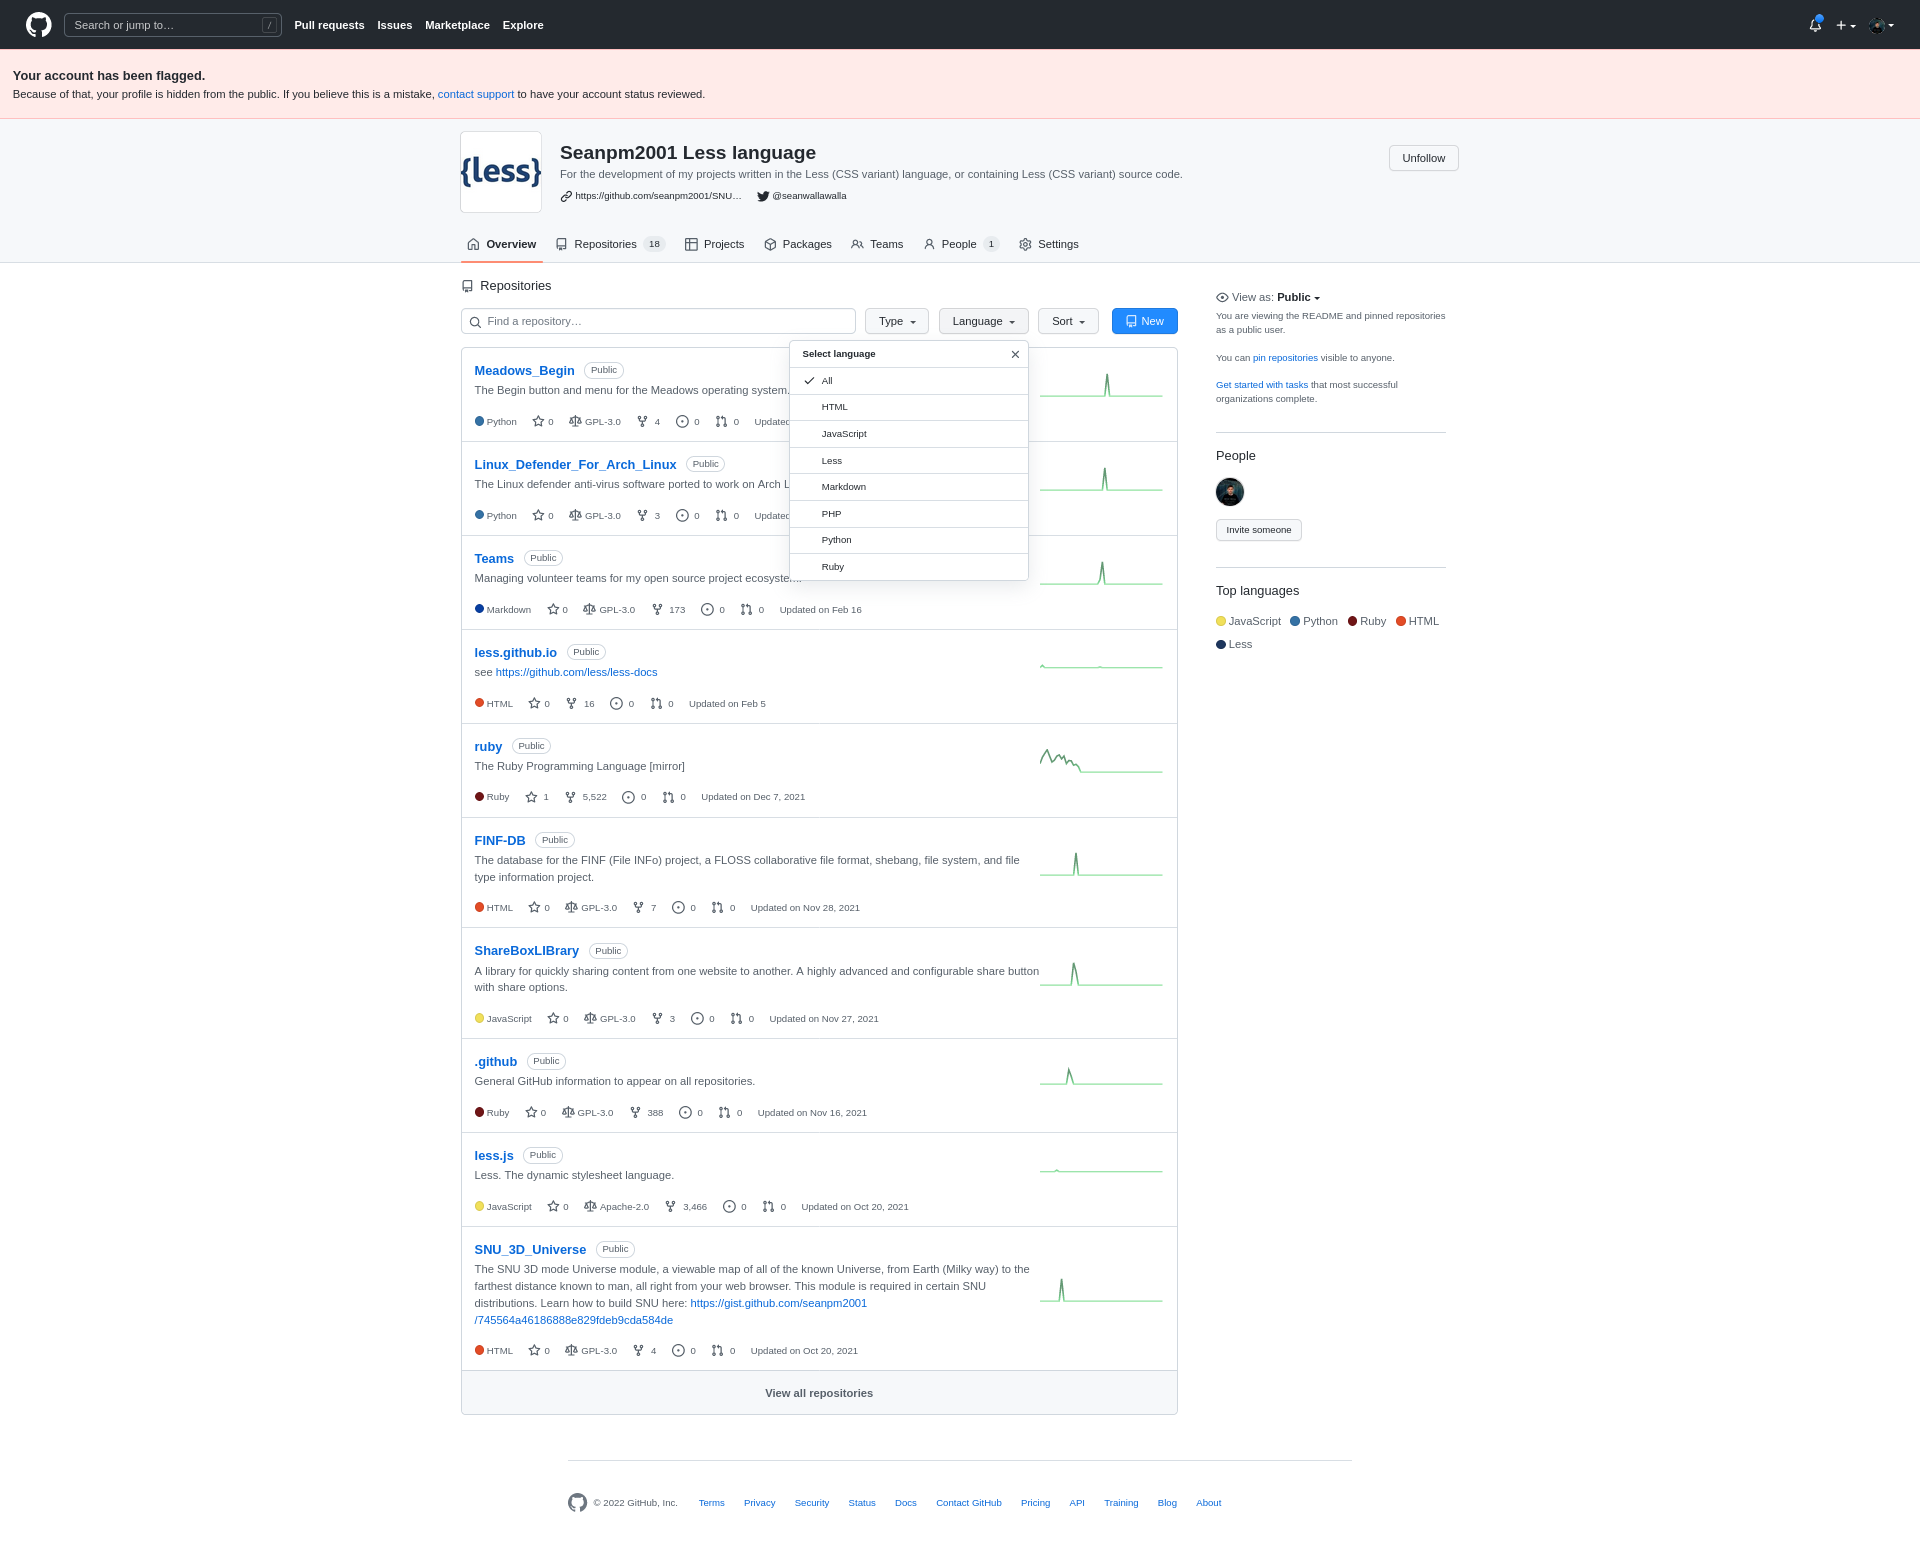 Search or jump to…
/
Pull requests
Issues
Marketplace
Explore
Your account has been flagged.
Because of that, your profile is hidden from the public. If you believe this is a mistake, contact support to have your account status reviewed.
{less}
Seanpm2001 Less language
For the development of my projects written in the Less (CSS variant) language, or containing Less (CSS variant) source code.
https://github.com/seanpm2001/SNU…
@seanwallawalla
Unfollow
Overview
Repositories 18
Projects
Packages
Teams
People 1
Settings
Repositories
Find a repository…
Type
Language
Sort
New
Select language
All
HTML
JavaScript
Less
Markdown
PHP
Python
Ruby
Meadows_Begin Public
The Begin button and menu for the Meadows operating system.
Python 0 GPL-3.0 4 0 0 Updated
Linux_Defender_For_Arch_Linux Public
The Linux defender anti-virus software ported to work on Arch L
Python 0 GPL-3.0 3 0 0 Updated
Teams Public
Managing volunteer teams for my open source project ecosystem.
Markdown 0 GPL-3.0 173 0 0 Updated on Feb 16
less.github.io Public
see https://github.com/less/less-docs
HTML 0 16 0 0 Updated on Feb 5
ruby Public
The Ruby Programming Language [mirror]
Ruby 1 5,522 0 0 Updated on Dec 7, 2021
FINF-DB Public
The database for the FINF (File INFo) project, a FLOSS collaborative file format, shebang, file system, and file
type information project.
HTML 0 GPL-3.0 7 0 0 Updated on Nov 28, 2021
ShareBoxLIBrary Public
A library for quickly sharing content from one website to another. A highly advanced and configurable share button
with share options.
JavaScript 0 GPL-3.0 3 0 0 Updated on Nov 27, 2021
.github Public
General GitHub information to appear on all repositories.
Ruby 0 GPL-3.0 388 0 0 Updated on Nov 16, 2021
less.js Public
Less. The dynamic stylesheet language.
JavaScript 0 Apache-2.0 3,466 0 0 Updated on Oct 20, 2021
SNU_3D_Universe Public
The SNU 3D mode Universe module, a viewable map of all of the known Universe, from Earth (Milky way) to the
farthest distance known to man, all right from your web browser. This module is required in certain SNU
distributions. Learn how to build SNU here: https://gist.github.com/seanpm2001
/745564a46186888e829fdeb9cda584de
HTML 0 GPL-3.0 4 0 0 Updated on Oct 20, 2021
View all repositories
View as: Public
You are viewing the README and pinned repositories
as a public user.
You can pin repositories visible to anyone.
Get started with tasks that most successful
organizations complete.
People
Invite someone
Top languages
JavaScript Python Ruby HTML
Less
© 2022 GitHub, Inc.
Terms
Privacy
Security
Status
Docs
Contact GitHub
Pricing
API
Training
Blog
About